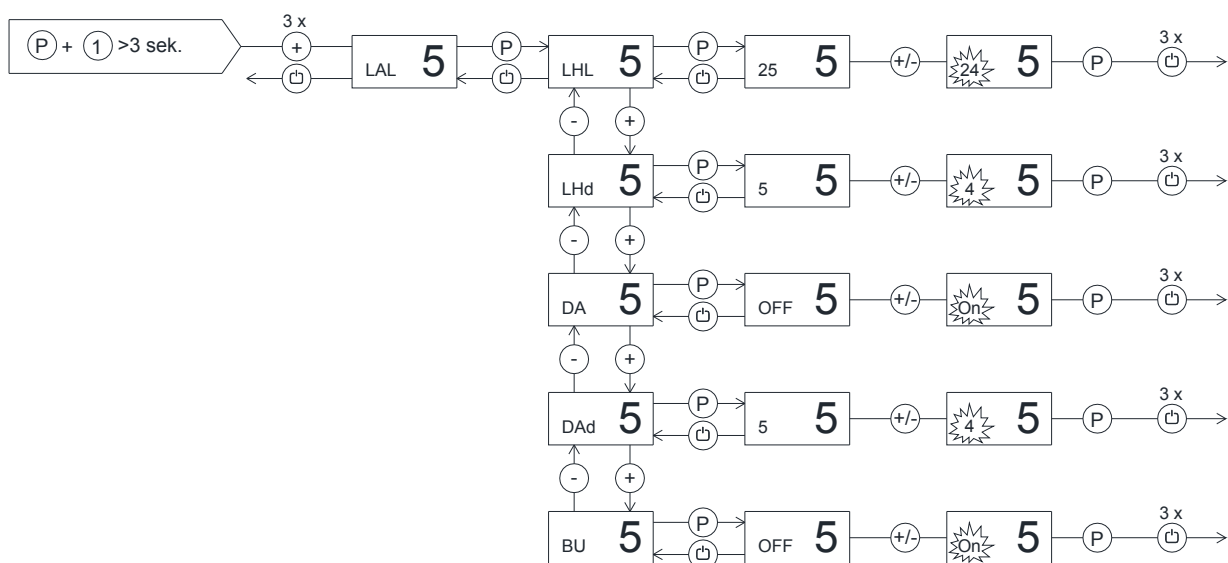 3 x
3 x
P + 1 >3 sek. + LAL 5 P LHL 5 P 25 5 +/- 24 5 P
- +
3 x
LHd 5 P 5 5 +/- 4 5 P
- +
3 x
DA 5 P OFF 5 +/- On 5 P
- +
3 x
DAd 5 P 5 5 +/- 4 5 P
- +
3 x
BU 5 P OFF 5 +/- On 5 P